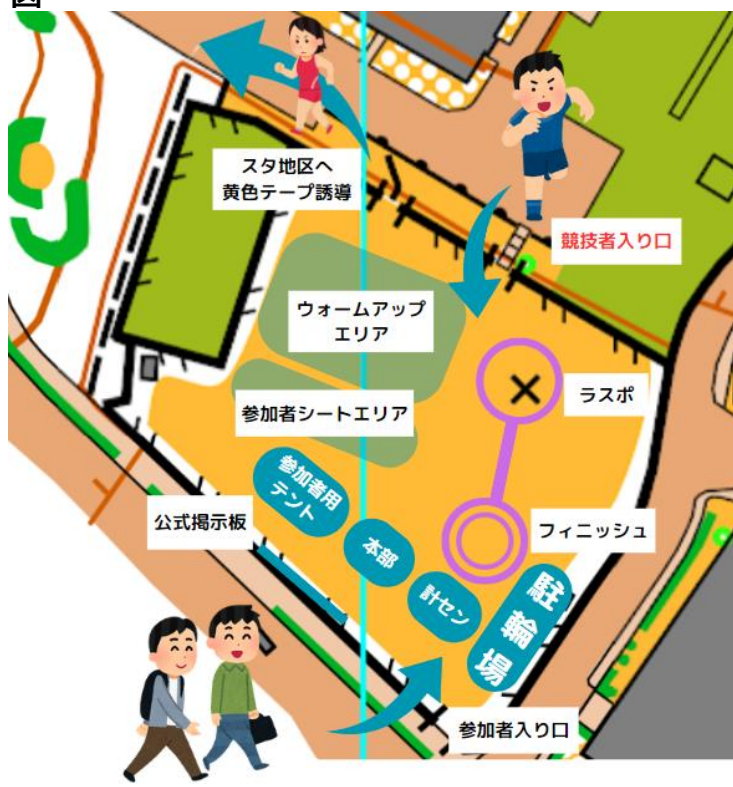 図
スタ地区へ
黄色テープ誘導
競技者入り口
ウォームアップ
エリア
ラスポ
参加者シートエリア
参加者用
テント
公式掲示板
本部
フィニッシュ
計セン
駐輪場
参加者入り口